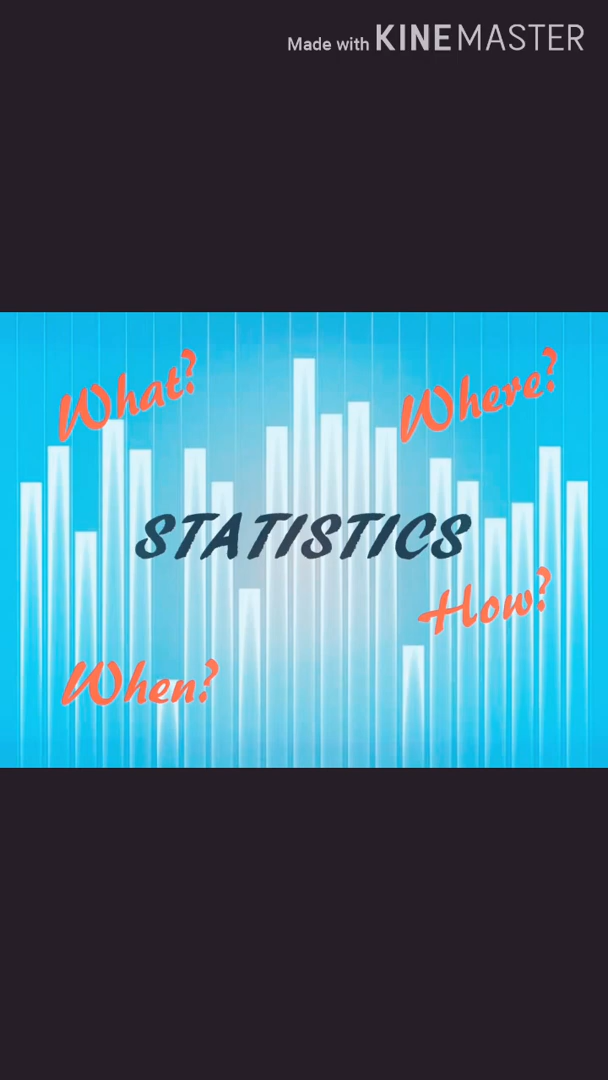 Made with KINEMASTER
What?
Where?
STATISTICS
How?
When?